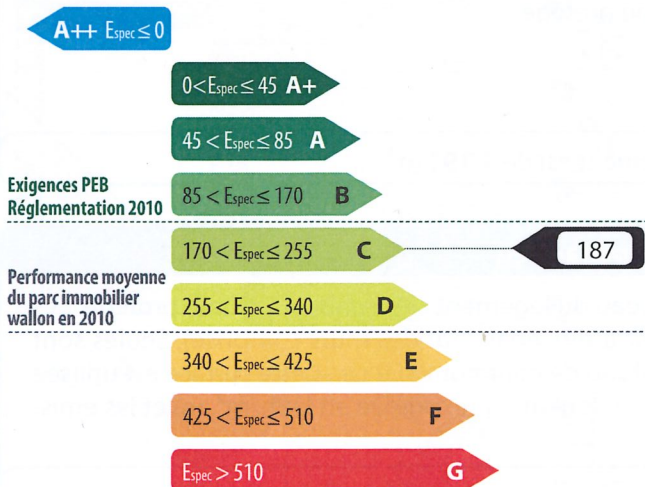 A++ Espec ≤ 0
0 < Espec ≤ 45 A+
45 < Espec ≤ 85 A
Exigences PEB
Réglementation 2010
85 < Espec ≤ 170 B
170 < Espec ≤ 255 C
187
Performance moyenne
du parc immobilier
wallon en 2010
255 < Espec ≤ 340 D
340 < Espec ≤ 425 E
425 < Espec ≤ 510 F
Espec > 510 G